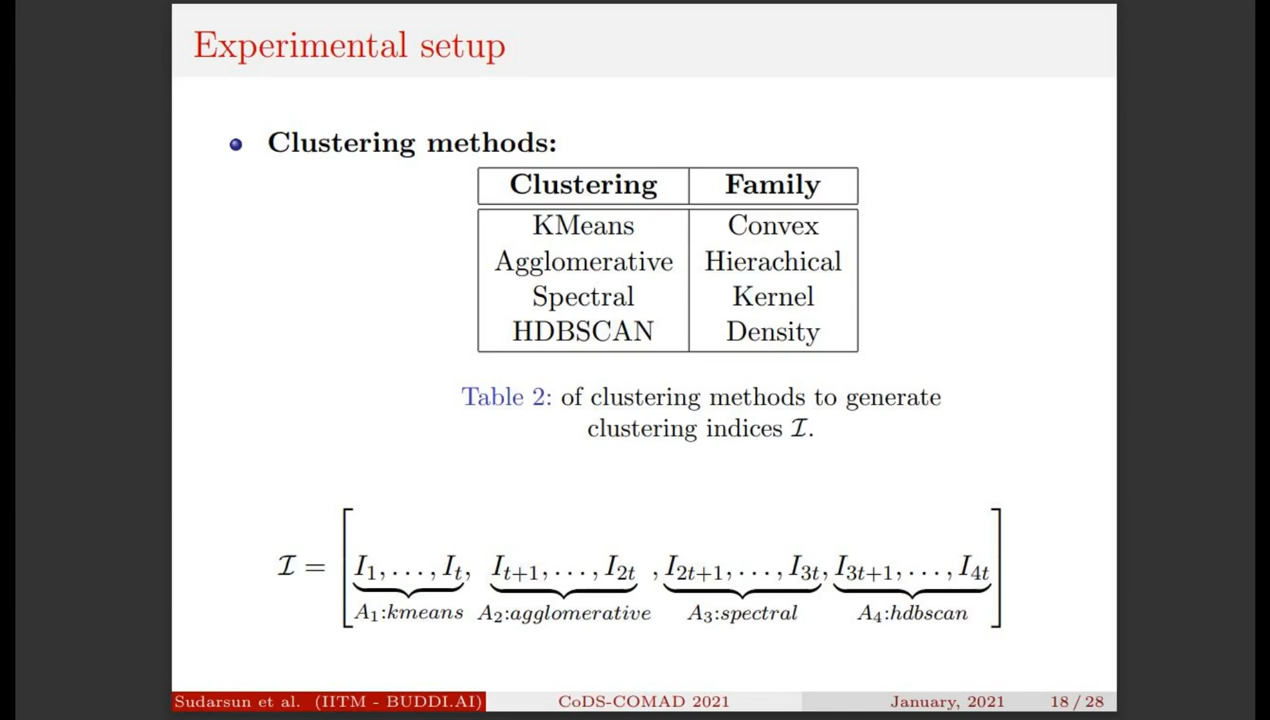 Experimental setup
Clustering methods:
Clustering Family
KMeans Convex
Agglomerative Hierachical
Spectral Kernel
HDBSCAN Density
Table 2: of clustering methods to generate
clustering indices ℐ.
ℐ = [I₁, . . . , Iₜ, Iₜ₊₁, . . . , I₂ₜ , I₂ₜ₊₁, . . . , I₃ₜ, I₃ₜ₊₁, . . . , I₄ₜ]
A₁:kmeans A₂:agglomerative A₃:spectral A₄:hdbscan
Sudarsun et al. (IITM - BUDDI.AI) CoDS-COMAD 2021 January, 2021 18 / 28